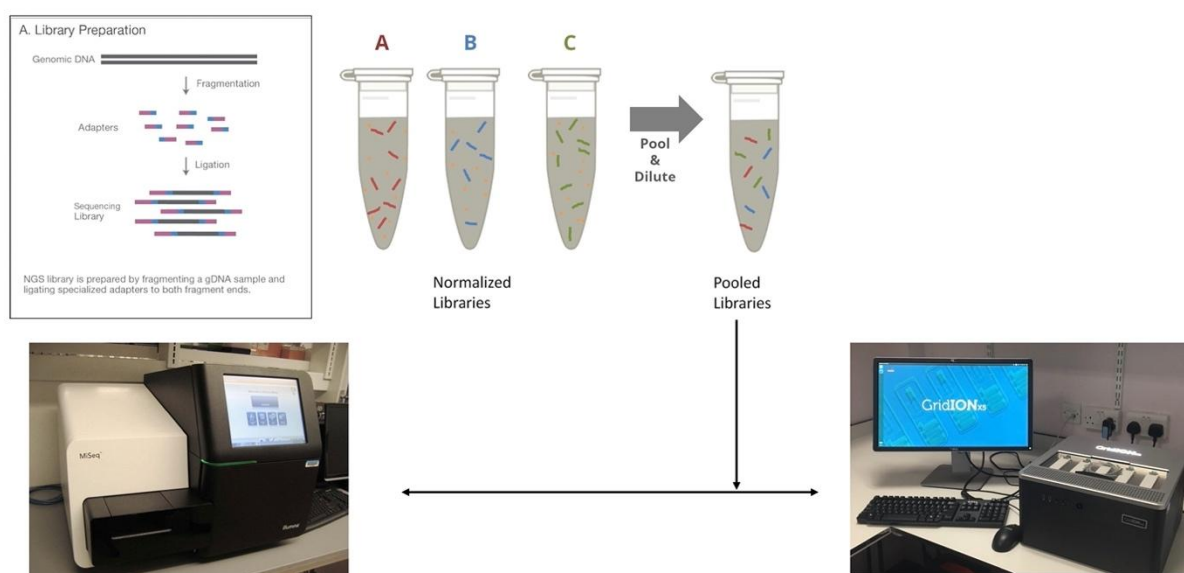 A. Library Preparation
Genomic DNA
Fragmentation
Adapters
Ligation
Sequencing
Library
NGS library is prepared by fragmenting a gDNA sample and
ligating specialized adapters to both fragment ends.
A
B
C
Pool
&
Dilute
Normalized
Libraries
Pooled
Libraries
MiSeq
illumina
GridIONX5
GridION